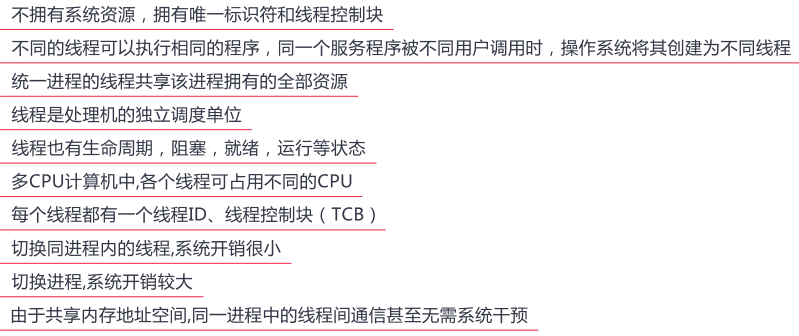 不拥有系统资源，拥有唯一标识符和线程控制块
不同的线程可以执行相同的程序，同一个服务程序被不同用户调用时，操作系统将其创建为不同线程
统一进程的线程共享该进程拥有的全部资源
线程是处理机的独立调度单位
线程也有生命周期，阻塞，就绪，运行等状态
多CPU计算机中,各个线程可占用不同的CPU
每个线程都有一个线程ID、线程控制块（TCB）
切换同进程内的线程,系统开销很小
切换进程,系统开销较大
由于共享内存地址空间,同一进程中的线程间通信甚至无需系统干预